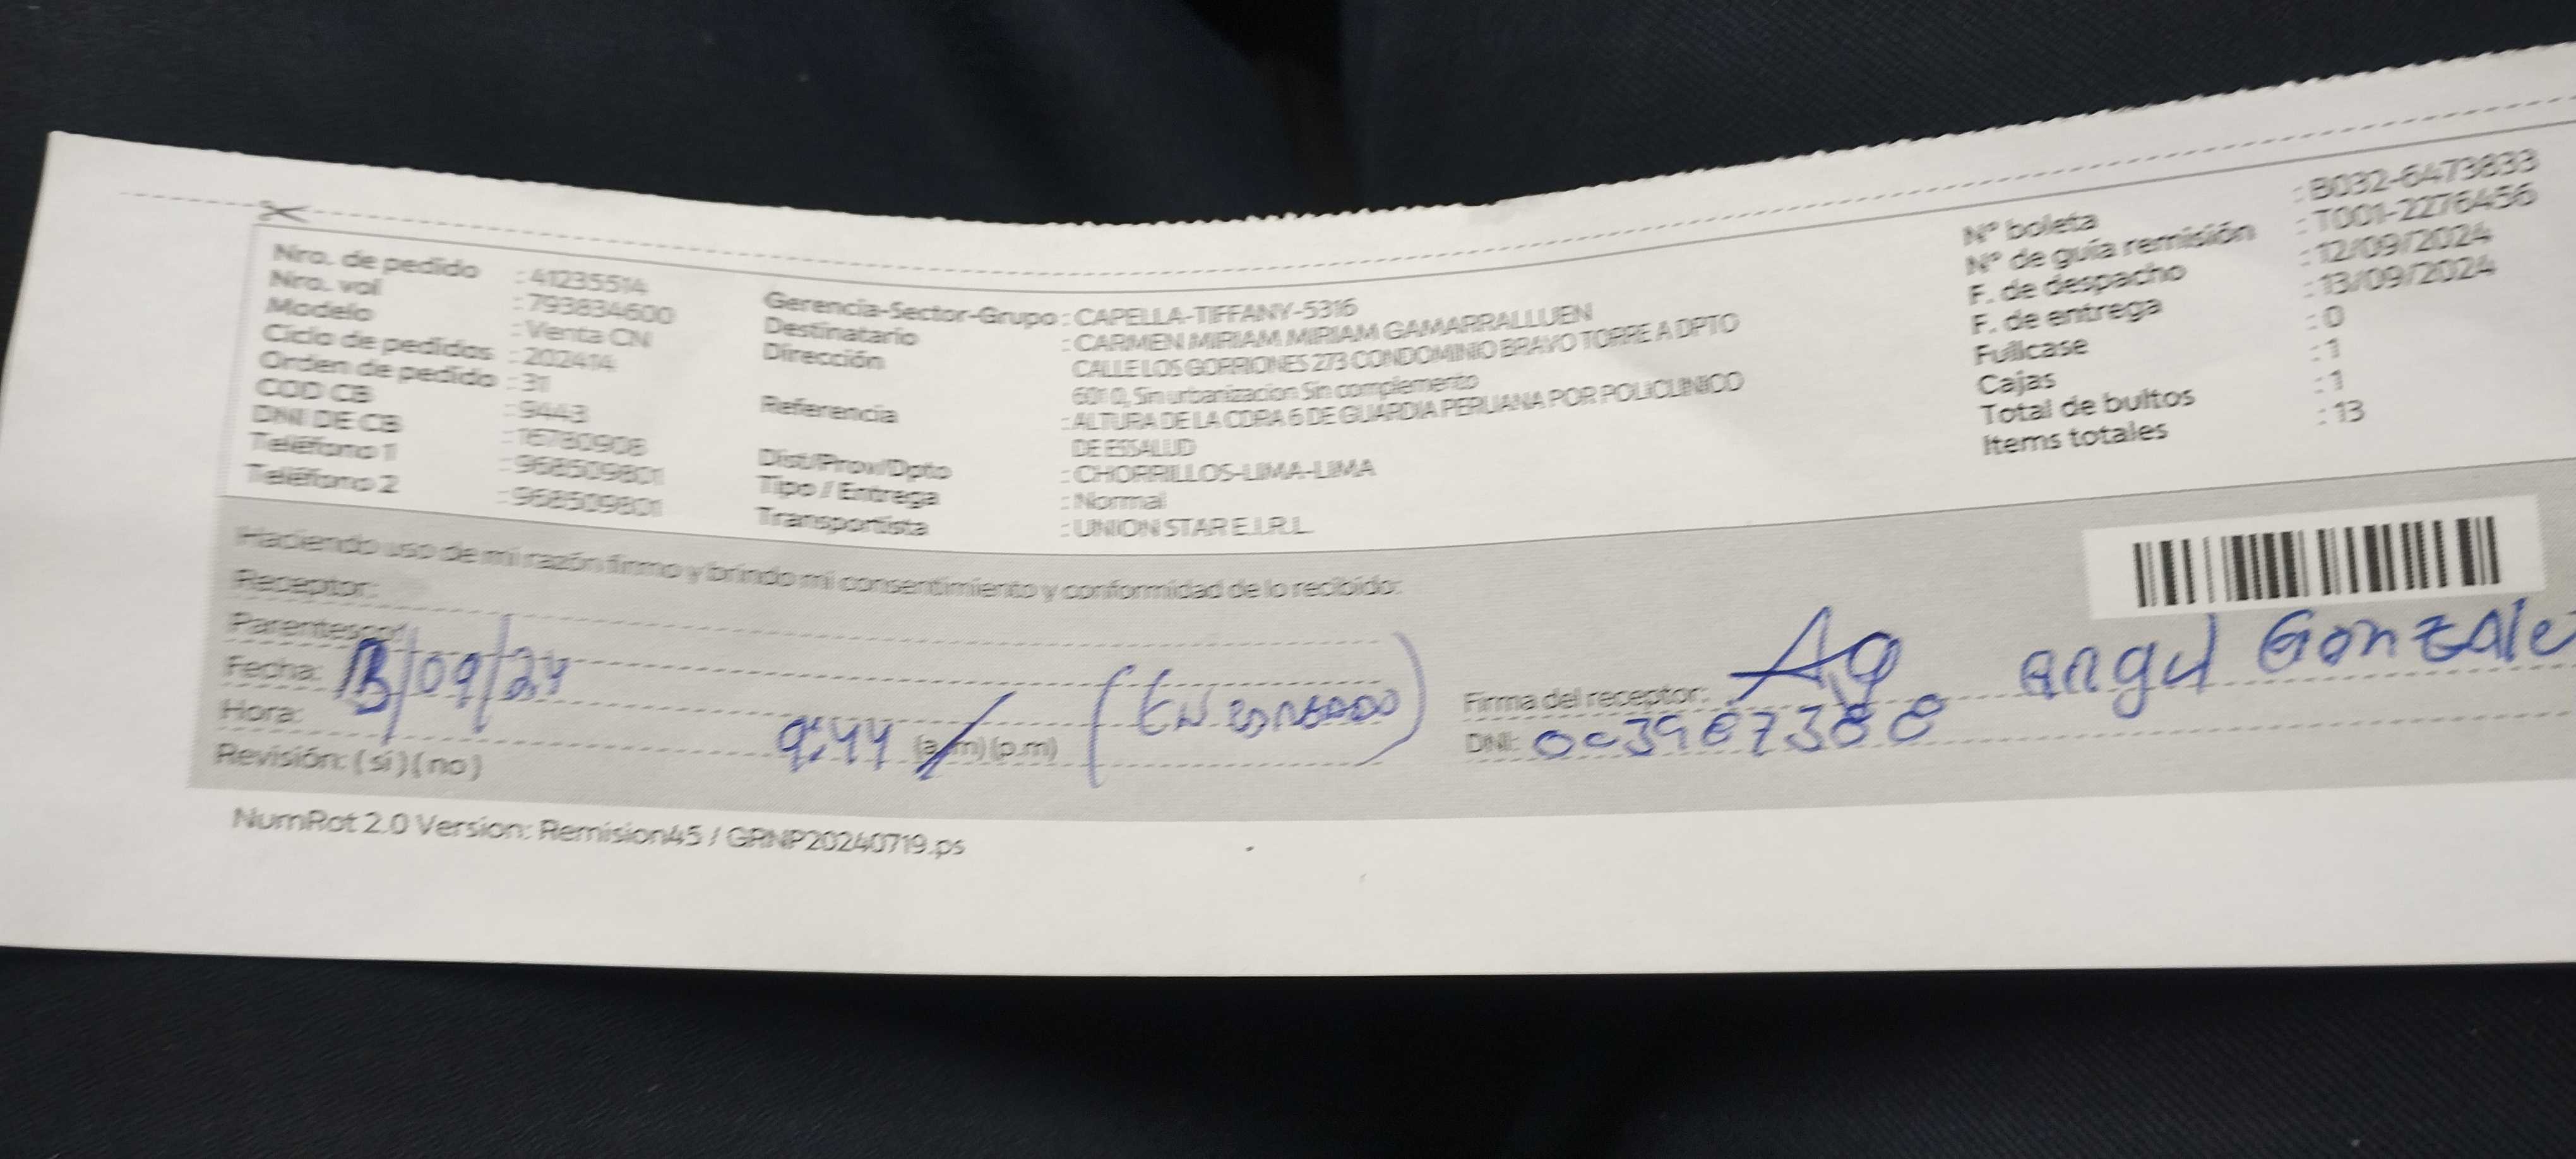 Nro. de pedido : 41235514
Nro. vol : 793834600
Modelo : Venta CN
Ciclo de pedidos : 202414
Orden de pedido : 31
COD CB : 9443
DNI DE CB : 16780908
Teléfono 1 : 968509801
Teléfono 2 : 968509801
Gerencia-Sector-Grupo : CAPELLA-TIFFANY-5316
Destinatario : CARMEN MIRIAM MIRIAM GAMARRALLUEN
Dirección CALLE LOS GORRIONES 273 CONDOMINIO BRAVO TORRE A DPTO
601 0, Sin urbanizacion Sin complemento
Referencia : ALTURA DE LA CDRA 6 DE GUARDIA PERUANA POR POLICLINICO
DE ESSALUD
Dist/Prov/Dpto : CHORRILLOS-LIMA-LIMA
Tipo / Entrega : Normal
Transportista : UNION STAR E.I.R.L.
N° boleta : B032-6473833
N° de guía remisión : T001-2276456
F. de despacho : 12/09/2024
F. de entrega : 13/09/2024
Fullcase : 0
Cajas : 1
Total de bultos : 1
Items totales : 13
Haciendo uso de mi razón firmo y brindo mi consentimiento y conformidad de lo recibido:
Receptor:
Parentesco:
Fecha: 13/09/24
Hora: 9:44 (a.m) (p.m)
Revisión: ( si ) ( no )
Firma del receptor: Ag angel Gonzale
DNI: 003987388
NumRot 2.0 Version: Remision45 / GRNP20240719.ps